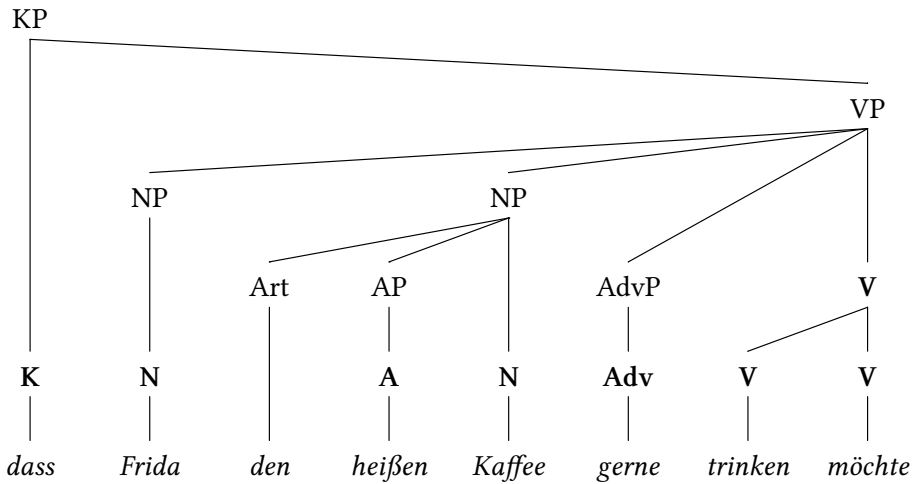 KP
VP
NP NP
Art AP AdvP V
K N A N Adv V V
dass Frida den heißen Kaffee gerne trinken möchte